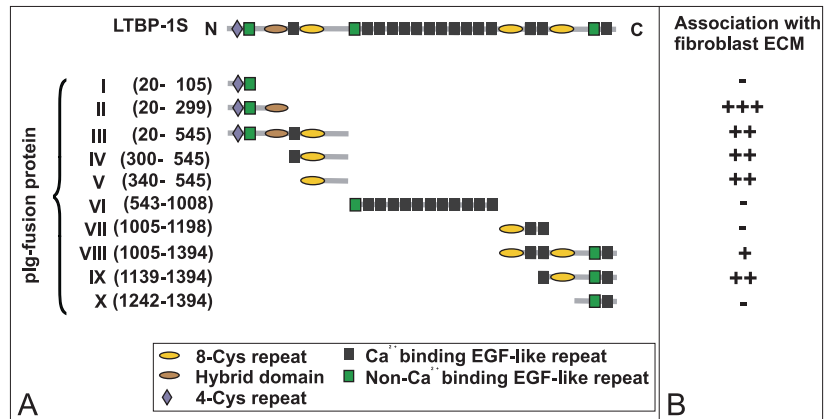 LTBP-1S N C
Association with
fibroblast ECM
pIg-fusion protein
I (20- 105) -
II (20- 299) +++
III (20- 545) ++
IV (300- 545) ++
V (340- 545) ++
VI (543-1008) -
VII (1005-1198) -
VIII (1005-1394) +
IX (1139-1394) ++
X (1242-1394) -
8-Cys repeat
Hybrid domain
4-Cys repeat
Ca²⁺binding EGF-like repeat
Non-Ca²⁺binding EGF-like repeat
A
B